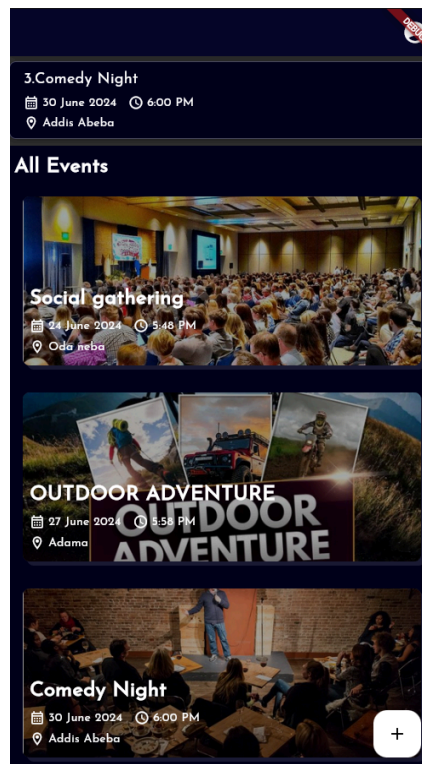 DEBUG
3.Comedy Night
30 June 2024 6:00 PM
Addis Abeba
All Events
Social gathering
24 June 2024 5:48 PM
Oda neba
OUTDOOR ADVENTURE
27 June 2024 5:58 PM
OUTDOOR
Adama
ADVENTURE
Comedy Night
30 June 2024 6:00 PM
Addis Abeba
+